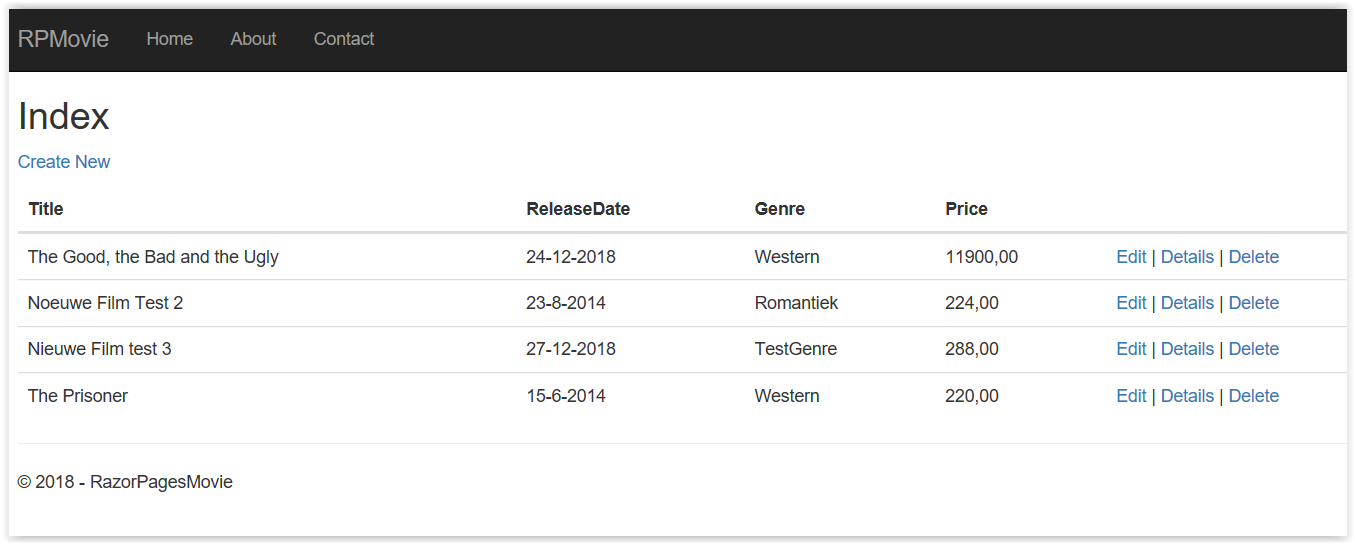 RPMovie Home About Contact
Index
Create New
Title ReleaseDate Genre Price
The Good, the Bad and the Ugly 24-12-2018 Western 11900,00 Edit | Details | Delete
Noeuwe Film Test 2 23-8-2014 Romantiek 224,00 Edit | Details | Delete
Nieuwe Film test 3 27-12-2018 TestGenre 288,00 Edit | Details | Delete
The Prisoner 15-6-2014 Western 220,00 Edit | Details | Delete
© 2018 - RazorPagesMovie